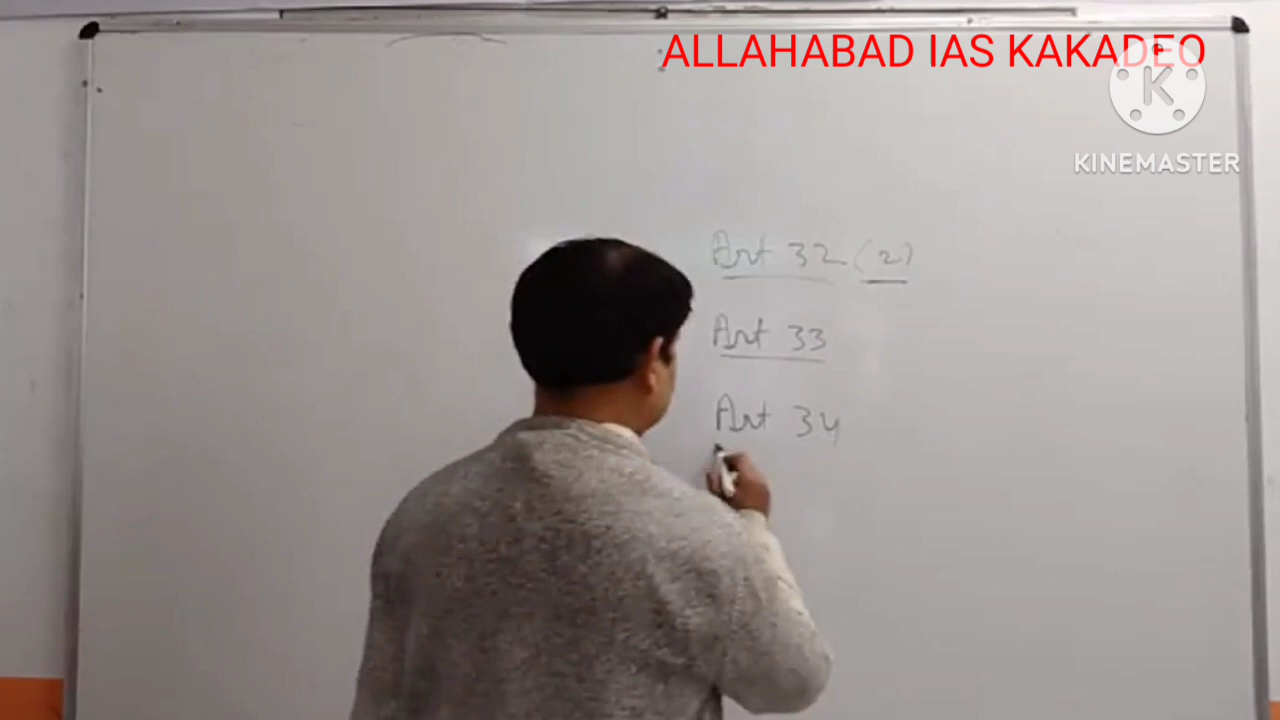 ALLAHABAD IAS KAKADEO
K
KINEMASTER
Art 32 (2)
Art 33
Art 34